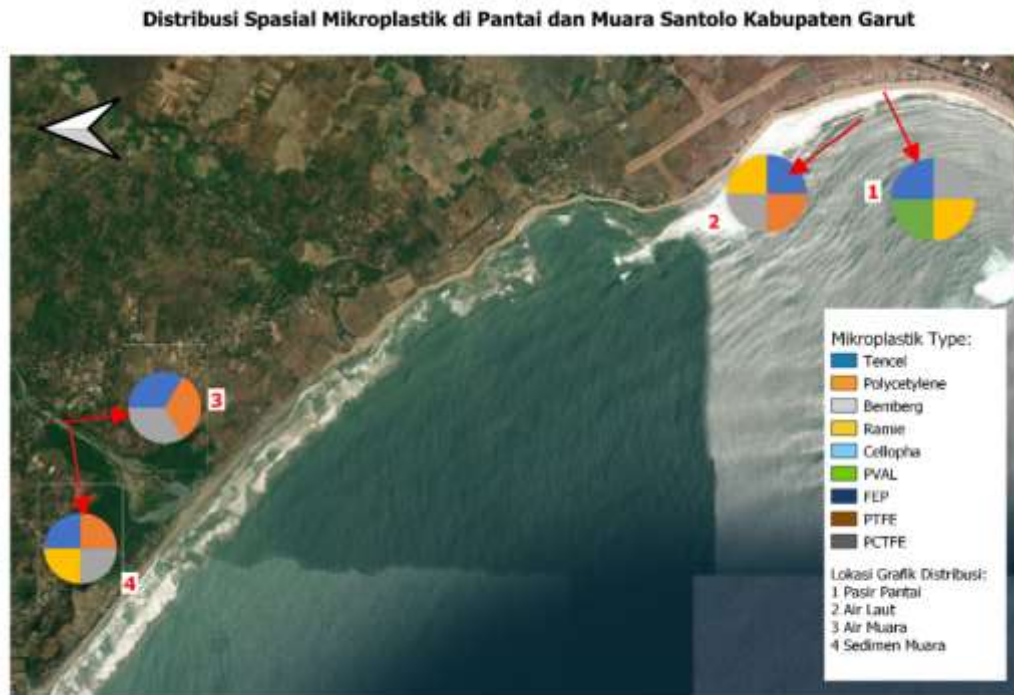 Distribusi Spasial Mikroplastik di Pantai dan Muara Santolo Kabupaten Garut
1
2
3
4
Mikroplastik Type:
Tencel
Polycetylene
Bemberg
Ramie
Cellopha
PVAL
FEP
PTFE
PCTFE
Lokasi Grafik Distribusi:
1 Pasir Pantai
2 Air Laut
3 Air Muara
4 Sedimen Muara